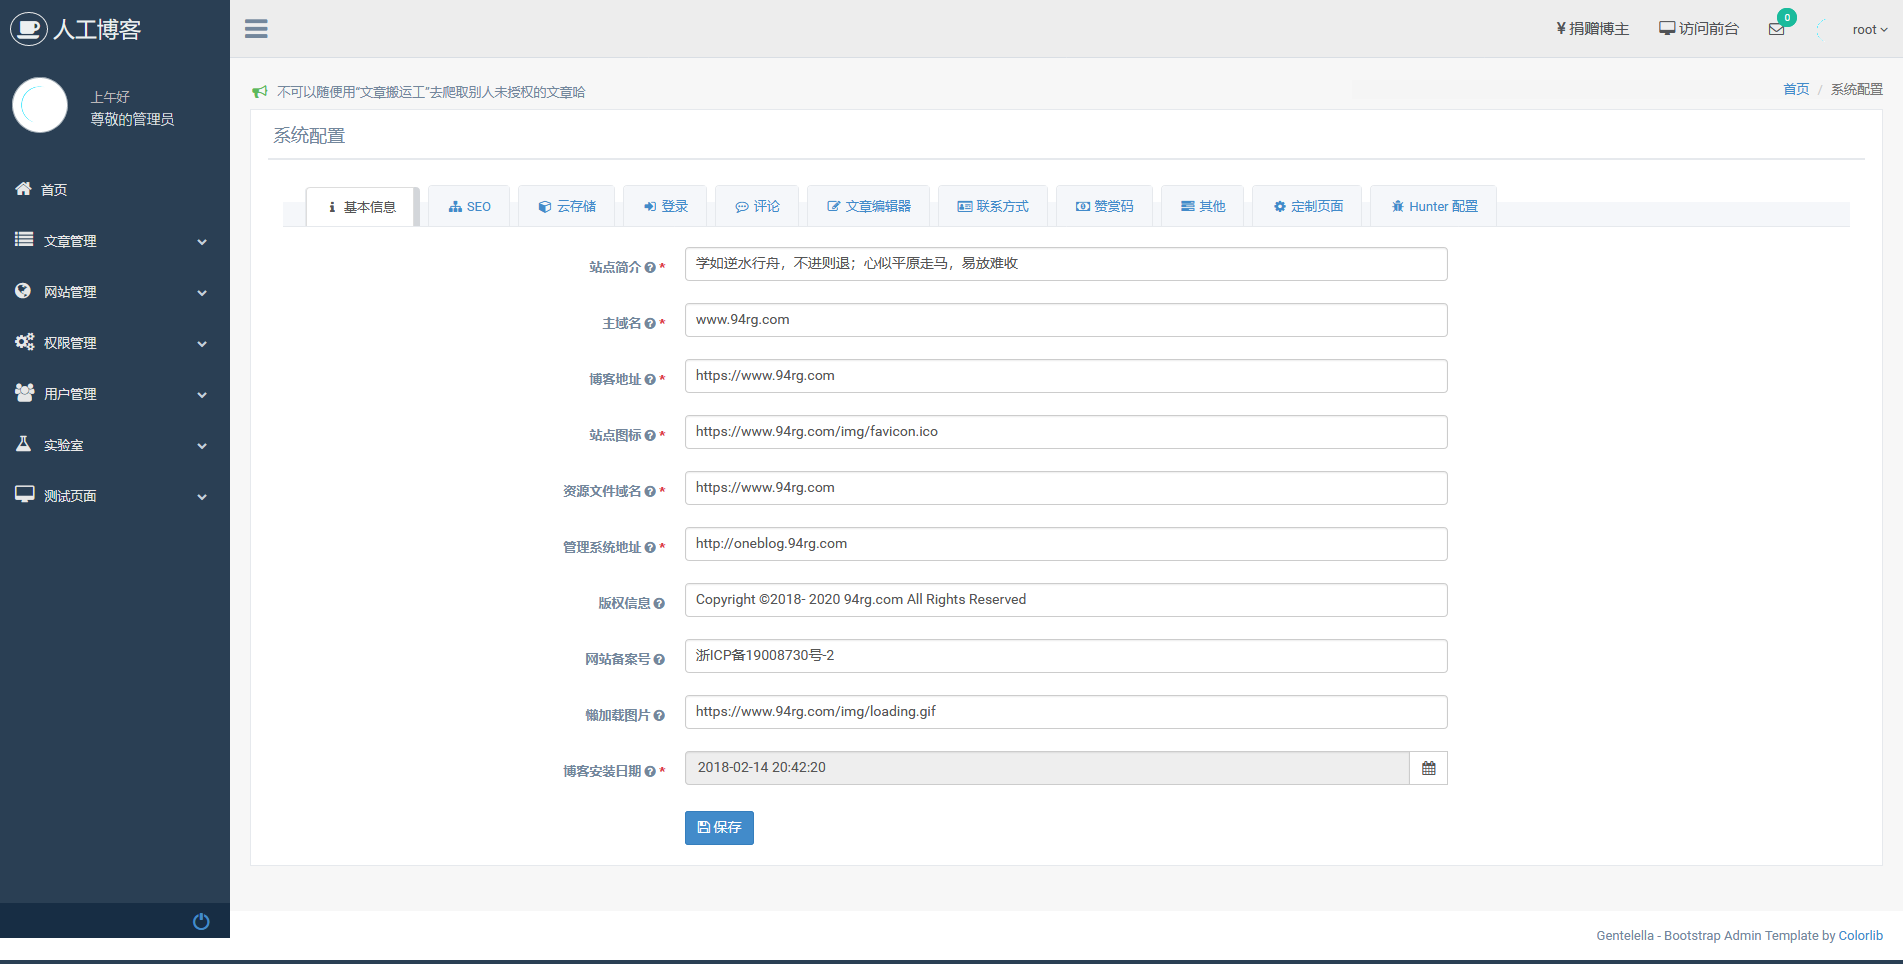 人工博客
¥ 捐赠博主
访问前台
0
root
上午好
尊敬的管理员
首页
文章管理
网站管理
权限管理
用户管理
实验室
测试页面
不可以随便用“文章搬运工”去爬取别人未授权的文章哈
首页 / 系统配置
系统配置
基本信息
SEO
云存储
登录
评论
文章编辑器
联系方式
赞赏码
其他
定制页面
Hunter 配置
站点简介 *
学如逆水行舟，不进则退；心似平原走马，易放难收
主域名 *
www.94rg.com
博客地址 *
https://www.94rg.com
站点图标 *
https://www.94rg.com/img/favicon.ico
资源文件域名 *
https://www.94rg.com
管理系统地址 *
http://oneblog.94rg.com
版权信息
Copyright ©2018- 2020 94rg.com All Rights Reserved
网站备案号
浙ICP备19008730号-2
懒加载图片
https://www.94rg.com/img/loading.gif
博客安装日期 *
2018-02-14 20:42:20
保存
Gentelella - Bootstrap Admin Template by Colorlib